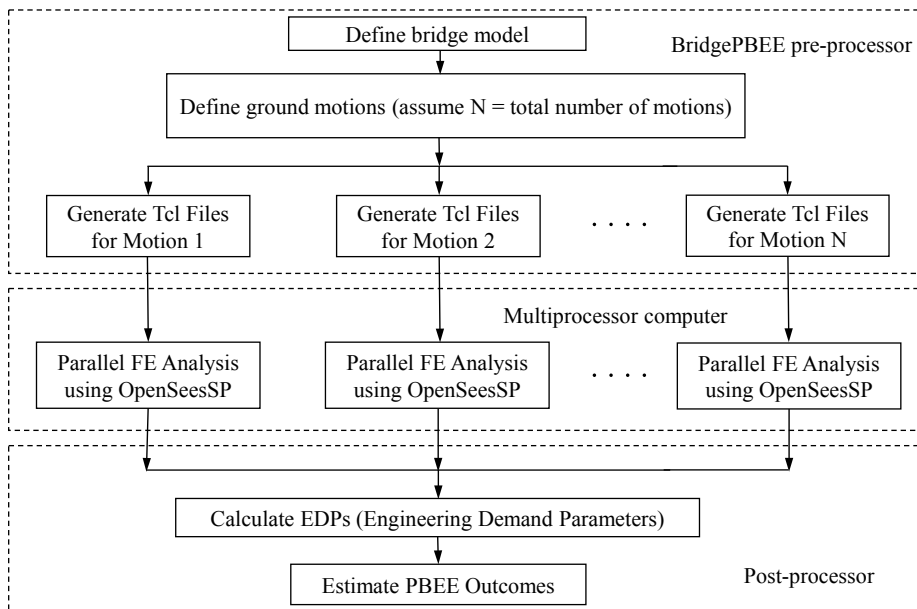 Define bridge model
BridgePBEE pre-processor
Define ground motions (assume N = total number of motions)
Generate Tcl Files
for Motion 1
Generate Tcl Files
for Motion 2
. . . .
Generate Tcl Files
for Motion N
Multiprocessor computer
Parallel FE Analysis
using OpenSeesSP
Parallel FE Analysis
using OpenSeesSP
. . . .
Parallel FE Analysis
using OpenSeesSP
Calculate EDPs (Engineering Demand Parameters)
Estimate PBEE Outcomes
Post-processor